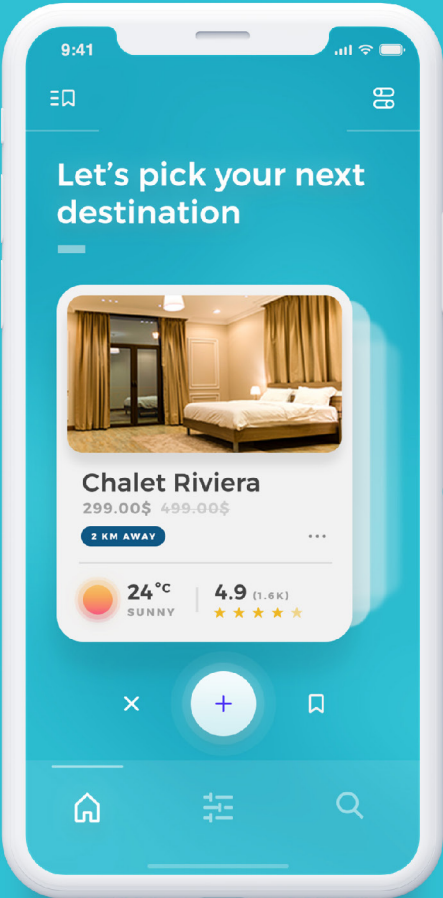 9:41
Let's pick your next
destination
Chalet Riviera
299.00$ 499.00$
2 KM AWAY
24°C
SUNNY
4.9 (1.6K)